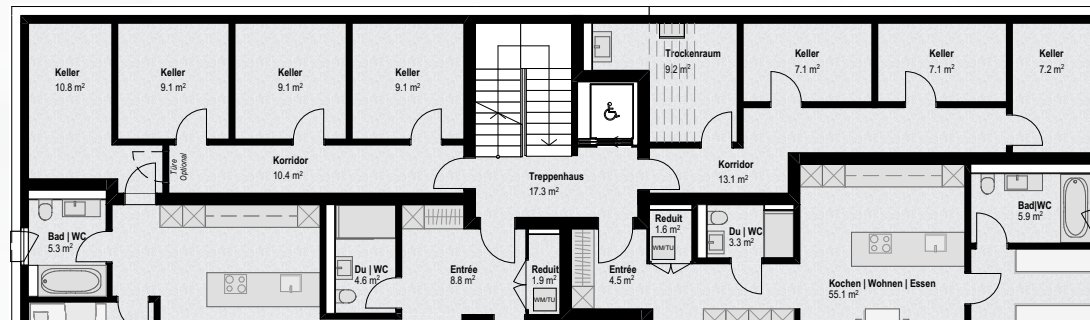 Keller
10.8 m²
Keller
9.1 m²
Keller
9.1 m²
Keller
9.1 m²
Trockenraum
9.2 m²
Keller
7.1 m²
Keller
7.1 m²
Keller
7.2 m²
Türe
Optional
Korridor
10.4 m²
Treppenhaus
17.3 m²
Korridor
13.1 m²
Bad | WC
5.3 m²
Du | WC
4.6 m²
Entrée
8.8 m²
Reduit
1.9 m²
WM/TU
Entrée
4.5 m²
Reduit
1.6 m²
WM/TU
Du | WC
3.3 m²
Kochen | Wohnen | Essen
55.1 m²
Bad|WC
5.9 m²